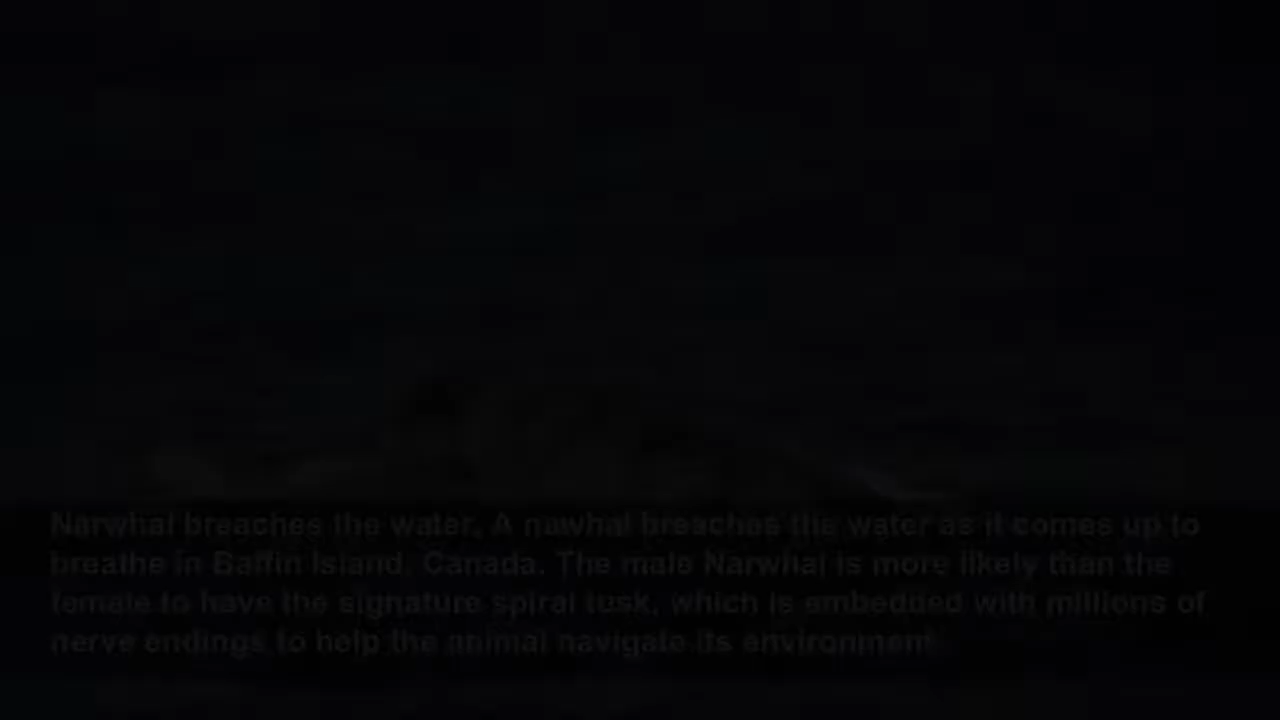 Narwhal breaches the water. A nawhal breaches the water as it comes up to
breathe in Baffin Island, Canada. The male Narwhal is more likely than the
female to have the signature spiral tusk, which is embedded with millions of
nerve endings to help the animal navigate its environment